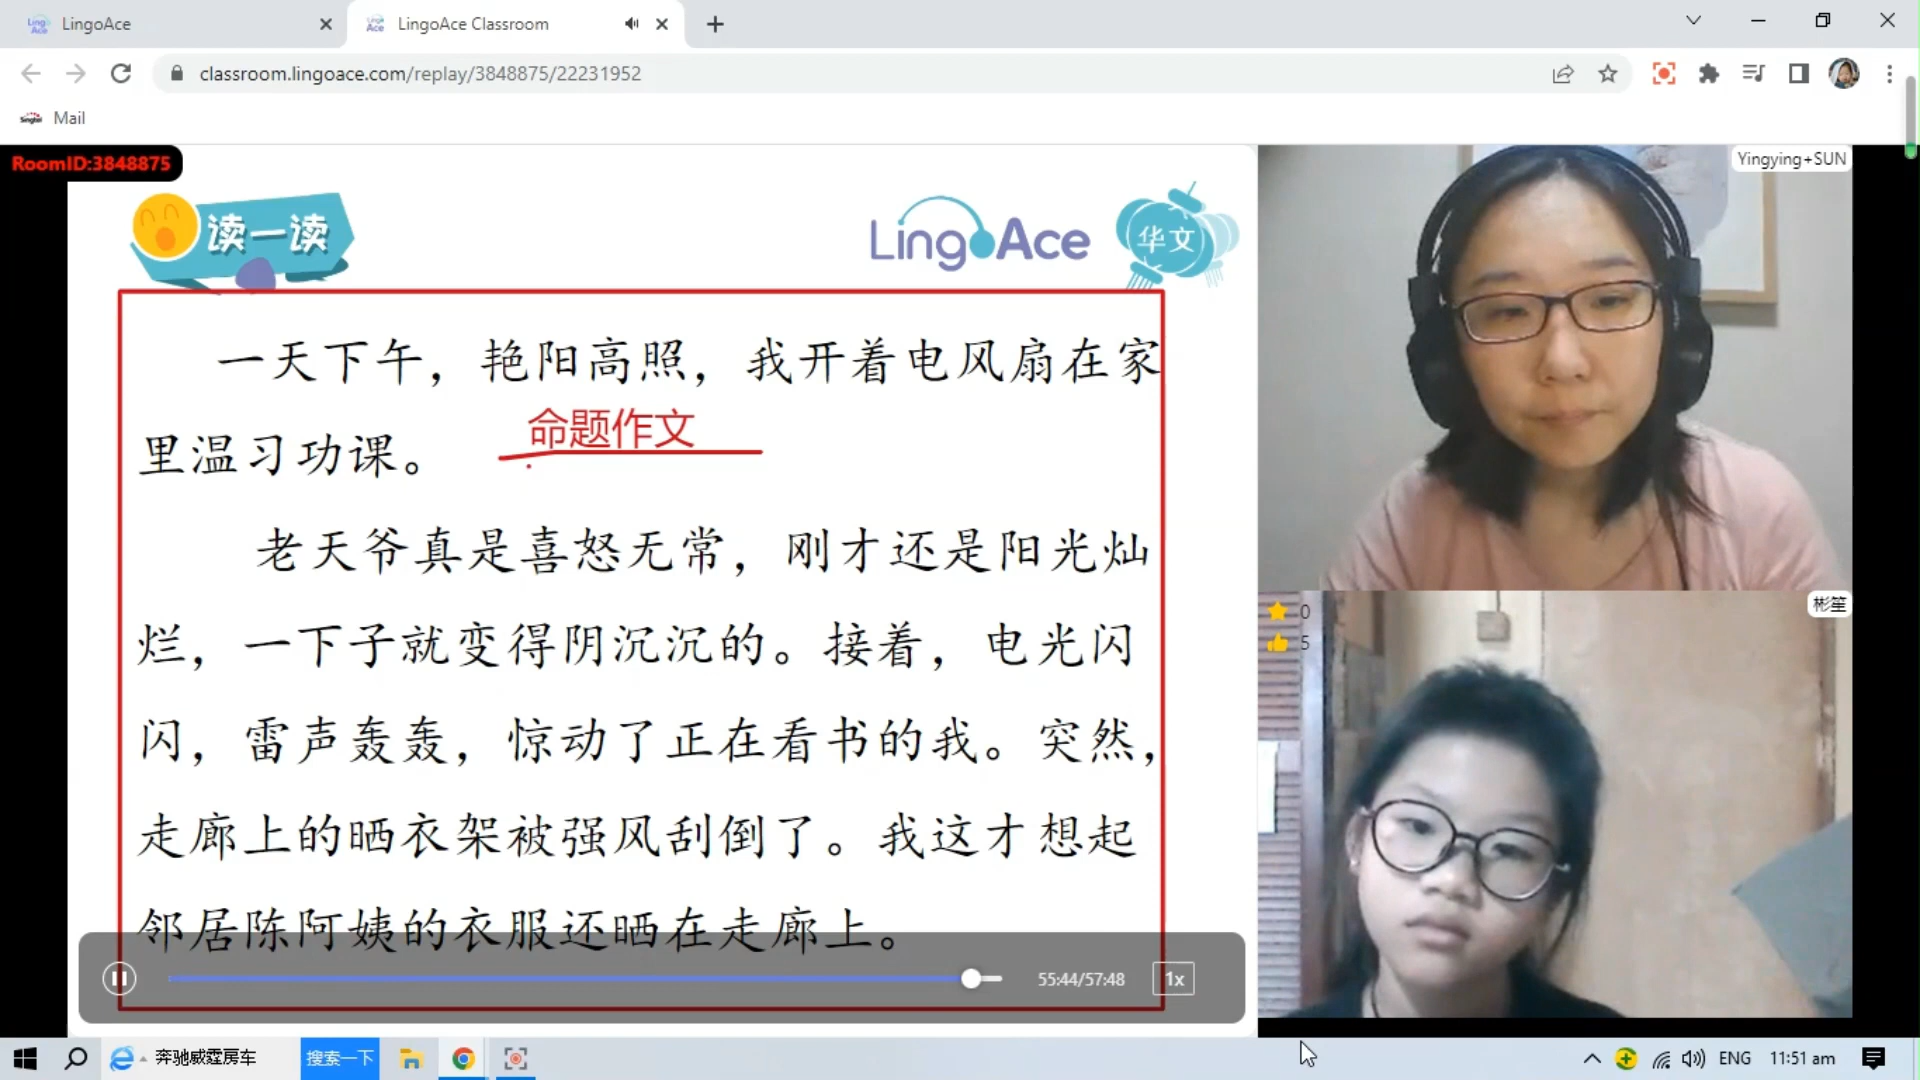 LingoAce
LingoAce Classroom
classroom.lingoace.com/replay/3848875/22231952
Singtel Mail
RoomID:3848875
读一读
LingoAce
华文
一天下午，艳阳高照，我开着电风扇在家
命题作文
里温习功课。
老天爷真是喜怒无常，刚才还是阳光灿
烂，一下子就变得阴沉沉的。接着，电光闪
闪，雷声轰轰，惊动了正在看书的我。突然，
走廊上的晒衣架被强风刮倒了。我这才想起
邻居陈阿姨的衣服还晒在走廊上。
55:44/57:48
1x
Yingying+SUN
彬笙
0
5
奔驰威霆房车
搜索一下
ENG
11:51 am